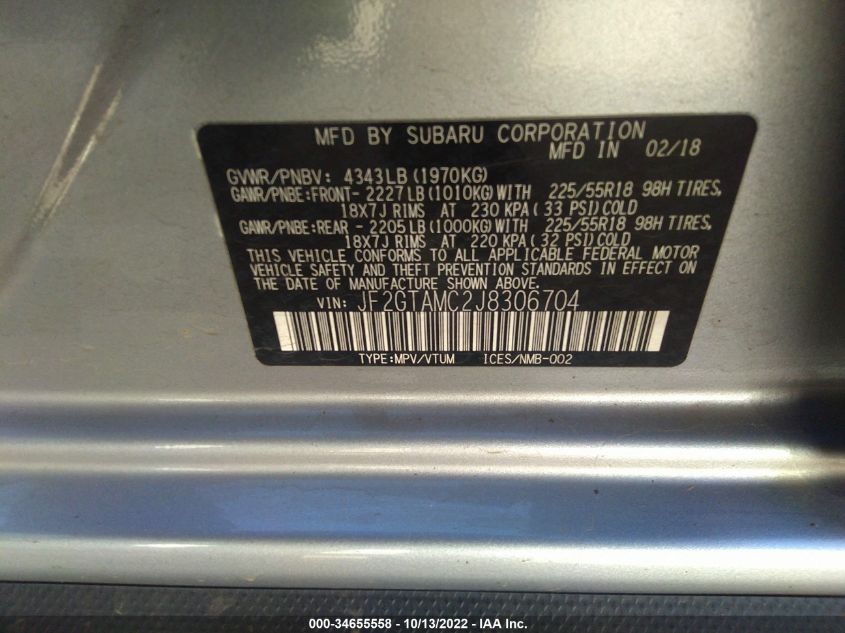 MFD BY SUBARU CORPORATION
MFD IN 02/18
GVWR/PNBV: 4343LB (1970KG)
GAWR/PNBE:FRONT- 2227LB (1010KG) WITH 225/55R18 98H TIRES,
18X7J RIMS AT 230 KPA (33 PSI) COLD
GAWR/PNBE:REAR - 2205LB (1000KG) WITH 225/55R18 98H TIRES,
18X7J RIMS AT 220 KPA (32 PSI) COLD
THIS VEHICLE CONFORMS TO ALL APPLICABLE FEDERAL MOTOR
VEHICLE SAFETY AND THEFT PREVENTION STANDARDS IN EFFECT ON
THE DATE OF MANUFACTURE SHOWN ABOVE.
VIN: JF2GTAMC2J8306704
TYPE:MPV/VTUM ICES/NMB-002
000-34655558 - 10/13/2022 - © IAA, Inc.